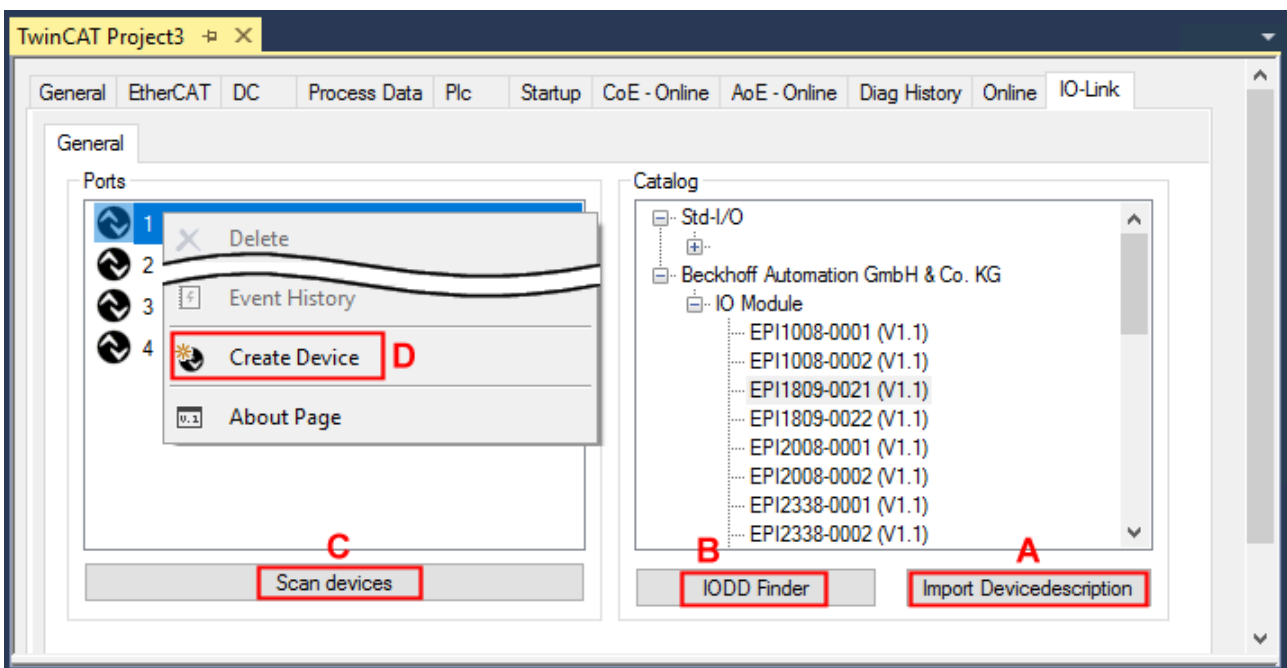 TwinCAT Project3
General EtherCAT DC Process Data Plc Startup CoE - Online AoE - Online Diag History Online IO-Link
General
Ports
1
Delete
2
3
Event History
4
Create Device
D
v.1
About Page
C
Scan devices
Catalog
Std-I/O
Beckhoff Automation GmbH & Co. KG
IO Module
EPI1008-0001 (V1.1)
EPI1008-0002 (V1.1)
EPI1809-0021 (V1.1)
EPI1809-0022 (V1.1)
EPI2008-0001 (V1.1)
EPI2008-0002 (V1.1)
EPI2338-0001 (V1.1)
EPI2338-0002 (V1.1)
B
A
IODD Finder
Import Devicedescription